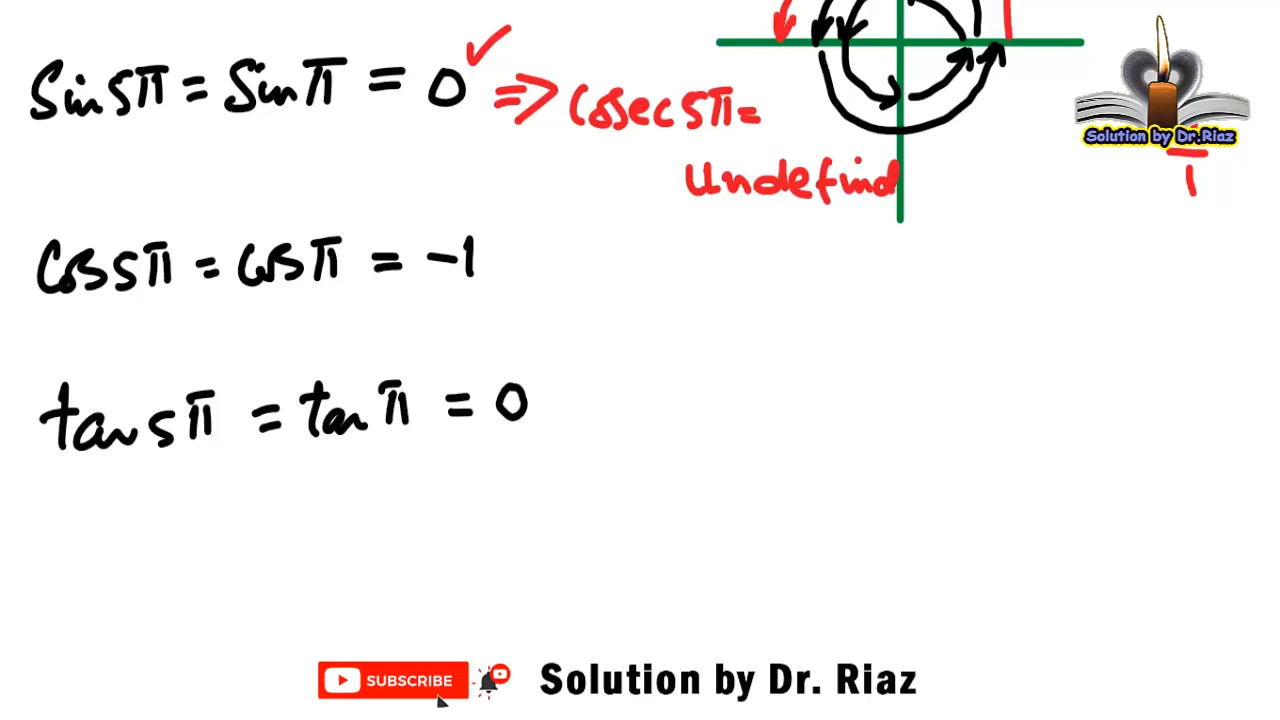 Sin5π = Sinπ = 0 ✓ ⇒ Cosec5π =
Undefind
1
Solution by Dr.Riaz
Cos5π = cosπ = -1
tan5π = tanπ = 0
SUBSCRIBE
Solution by Dr. Riaz